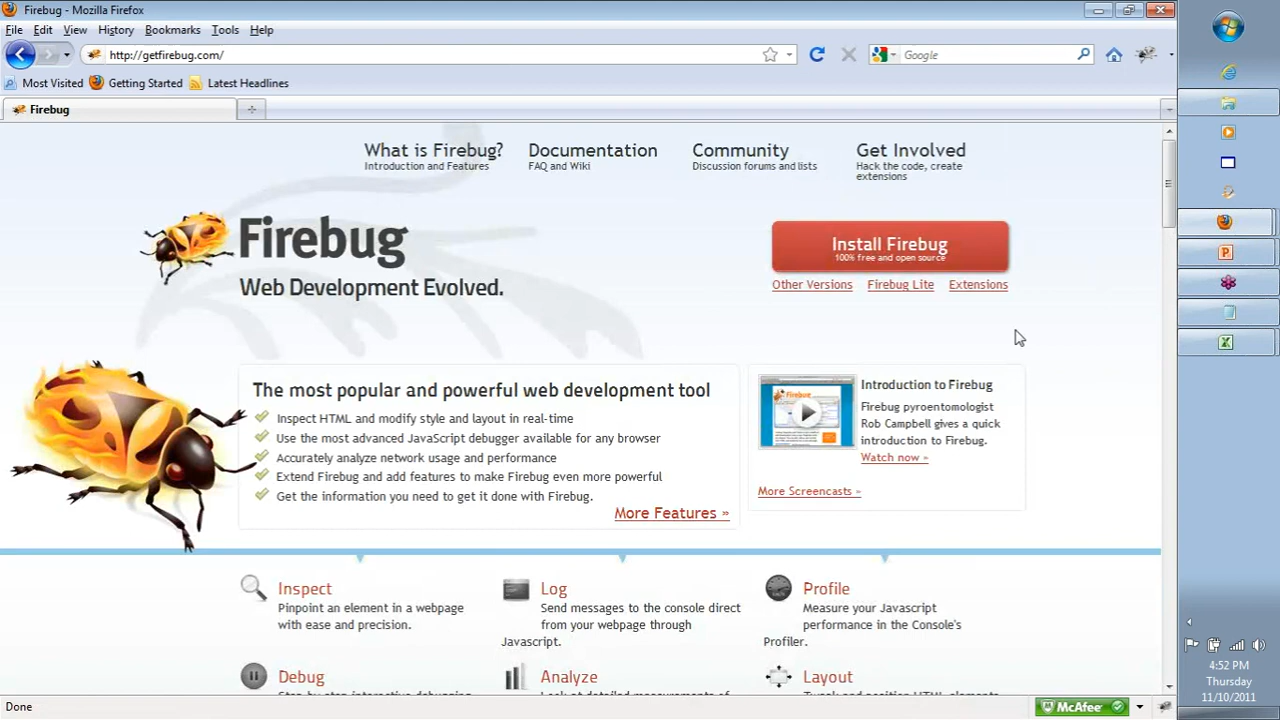 Firebug - Mozilla Firefox
File Edit View History Bookmarks Tools Help
http://getfirebug.com/
Google
Most Visited Getting Started Latest Headlines
Firebug
What is Firebug?
Introduction and Features
Documentation
FAQ and Wiki
Community
Discussion forums and lists
Get Involved
Hack the code, create
extensions
Firebug
Web Development Evolved.
Install Firebug
100% free and open source
Other Versions Firebug Lite Extensions
The most popular and powerful web development tool
Inspect HTML and modify style and layout in real-time
Use the most advanced JavaScript debugger available for any browser
Accurately analyze network usage and performance
Extend Firebug and add features to make Firebug even more powerful
Get the information you need to get it done with Firebug.
More Features »
Introduction to Firebug
Firebug pyroentomologist
Rob Campbell gives a quick
introduction to Firebug.
Watch now »
More Screencasts »
Inspect
Pinpoint an element in a webpage
with ease and precision.
Log
Send messages to the console direct
from your webpage through
Javascript.
Profile
Measure your Javascript
performance in the Console's
Profiler.
Debug
Analyze
Layout
Done
McAfee
4:52 PM
Thursday
11/10/2011